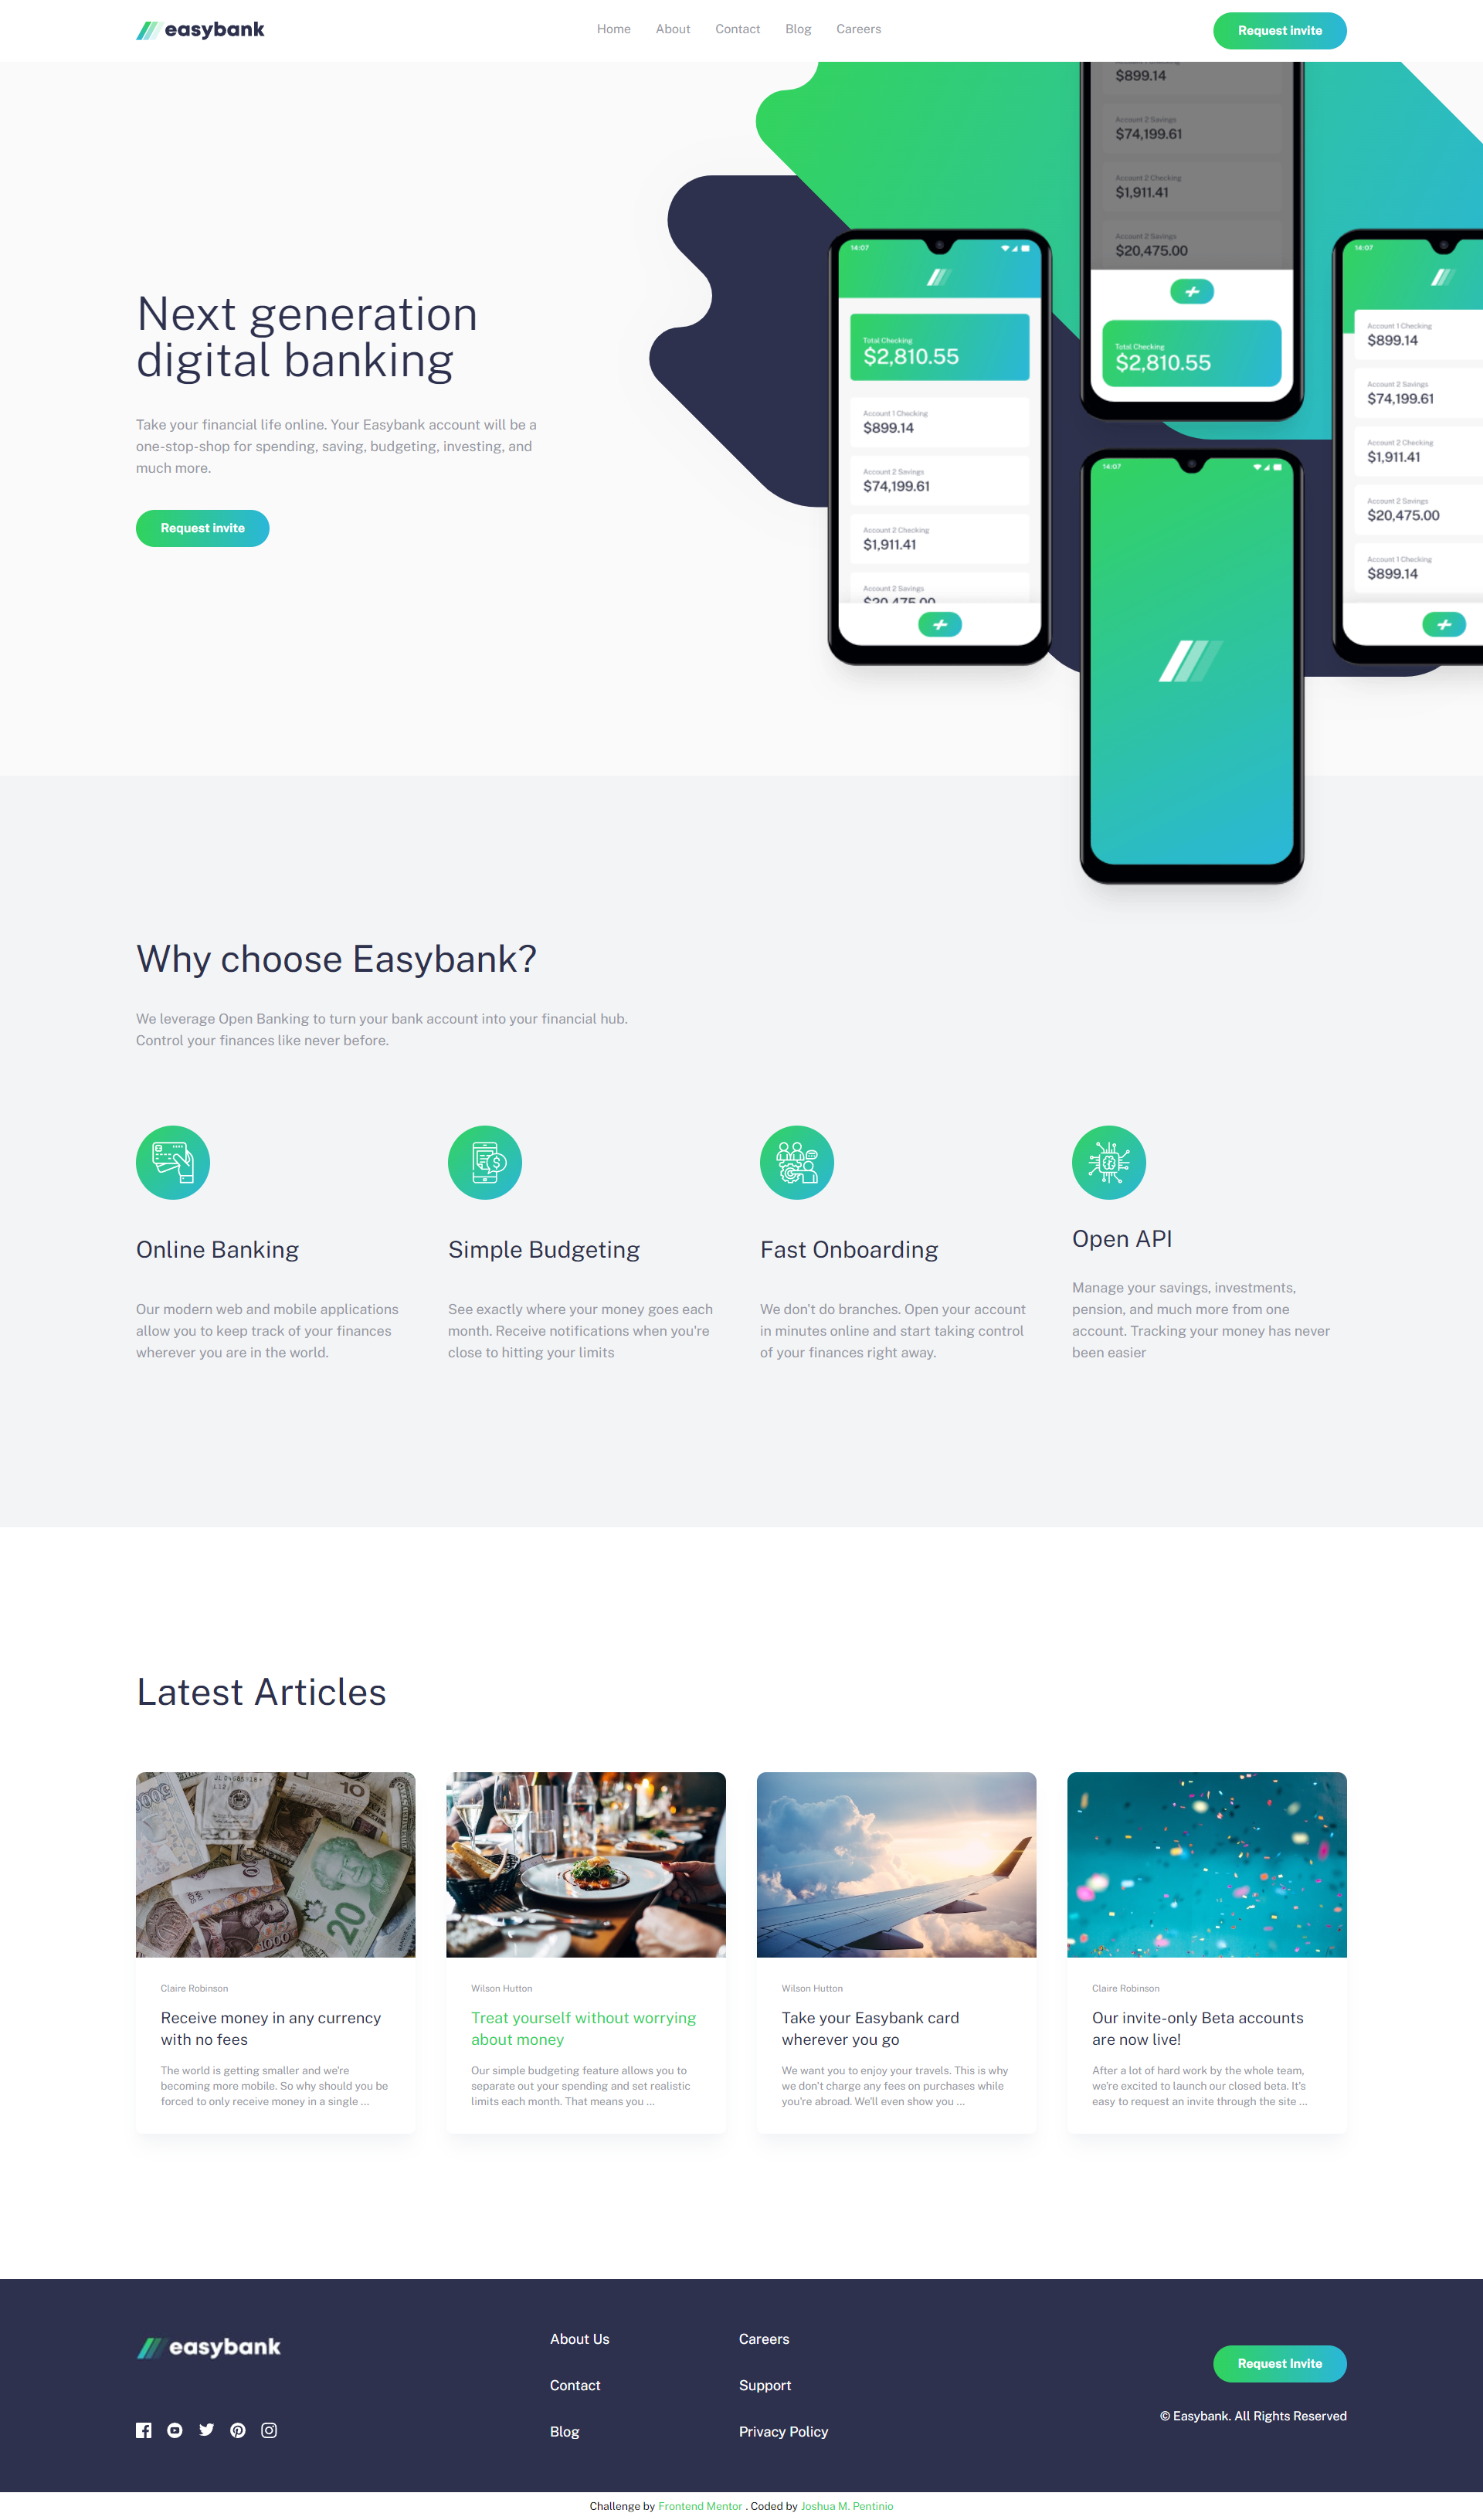 easybank
Home About Contact Blog Careers
Request invite
Next generation
digital banking
Take your financial life online. Your Easybank account will be a
one-stop-shop for spending, saving, budgeting, investing, and
much more.
Request invite
14:07
Total Checking
$2,810.55
Account 1 Checking
$899.14
Account 2 Savings
$74,199.61
Account 2 Checking
$1,911.41
Account 2 Savings
$20,475.00
$899.14
Account 2 Savings
$74,199.61
Account 2 Checking
$1,911.41
Account 2 Savings
$20,475.00
Total Checking
$2,810.55
14:07
14:07
Account 1 Checking
$899.14
Account 2 Savings
$74,199.61
Account 2 Checking
$1,911.41
Account 2 Savings
$20,475.00
Account 1 Checking
$899.14
Why choose Easybank?
We leverage Open Banking to turn your bank account into your financial hub.
Control your finances like never before.
Online Banking
Our modern web and mobile applications
allow you to keep track of your finances
wherever you are in the world.
Simple Budgeting
See exactly where your money goes each
month. Receive notifications when you're
close to hitting your limits
Fast Onboarding
We don't do branches. Open your account
in minutes online and start taking control
of your finances right away.
Open API
Manage your savings, investments,
pension, and much more from one
account. Tracking your money has never
been easier
Latest Articles
10
20
1000
Claire Robinson
Receive money in any currency
with no fees
The world is getting smaller and we're
becoming more mobile. So why should you be
forced to only receive money in a single ...
Wilson Hutton
Treat yourself without worrying
about money
Our simple budgeting feature allows you to
separate out your spending and set realistic
limits each month. That means you ...
Wilson Hutton
Take your Easybank card
wherever you go
We want you to enjoy your travels. This is why
we don't charge any fees on purchases while
you're abroad. We'll even show you ...
Claire Robinson
Our invite-only Beta accounts
are now live!
After a lot of hard work by the whole team,
we're excited to launch our closed beta. It's
easy to request an invite through the site ...
easybank
About Us
Contact
Blog
Careers
Support
Privacy Policy
Request Invite
© Easybank. All Rights Reserved
Challenge by Frontend Mentor . Coded by Joshua M. Pentinio